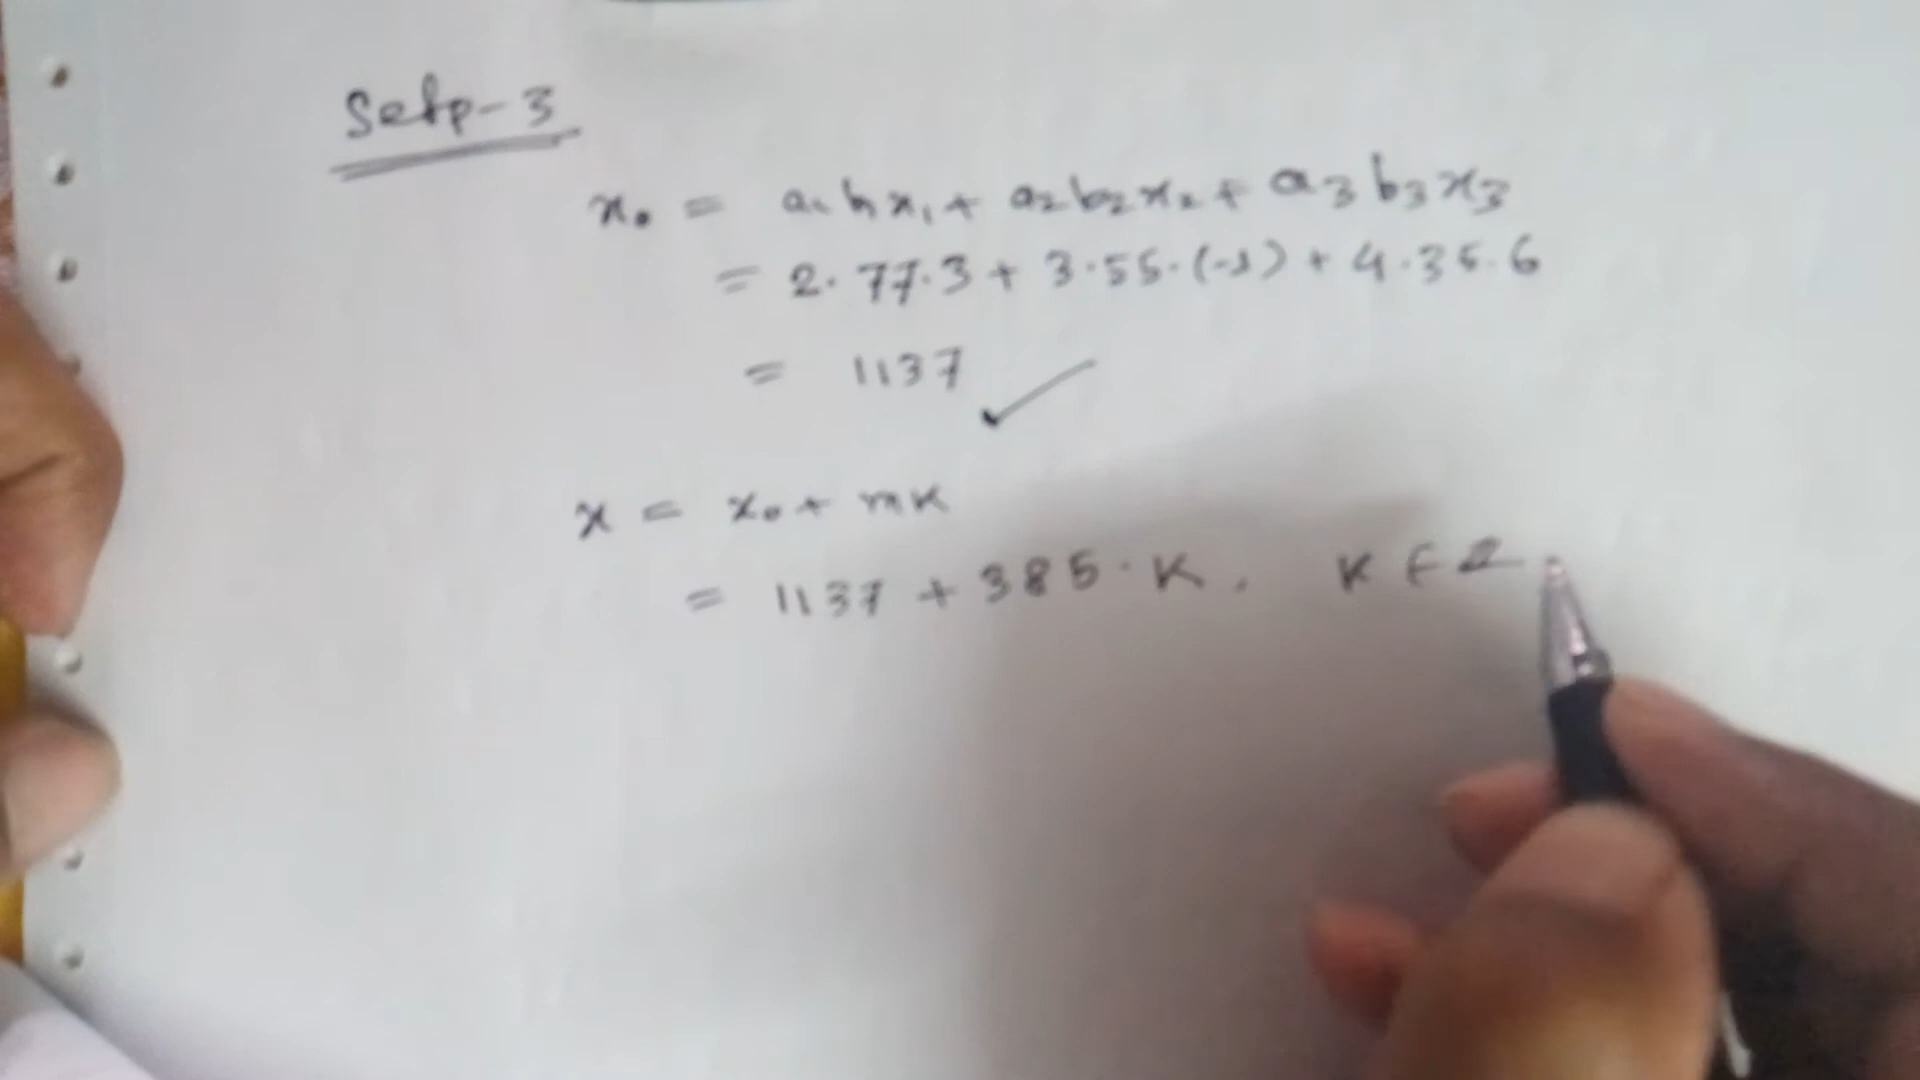 Setp-3
x₀ = a₁b₁x₁ + a₂b₂x₂ + a₃b₃x₃
= 2.77.3 + 3.55.(-1) + 4.35.6
= 1137 ✓
x = x₀ + mk
= 1137 + 385.K, K ∈ Z